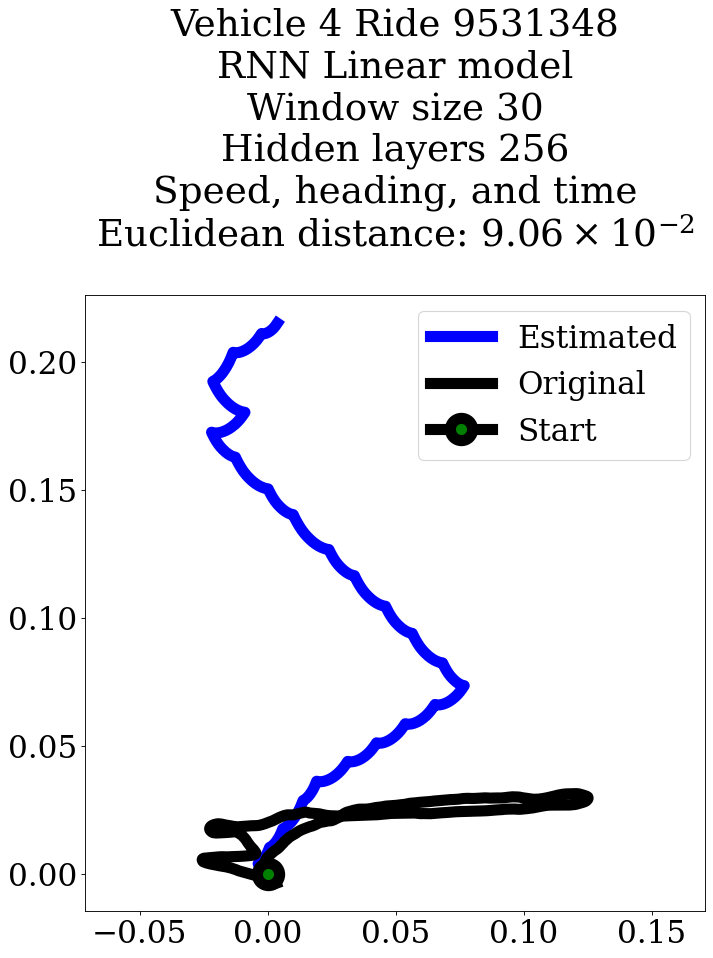 Vehicle 4 Ride 9531348
RNN Linear model
Window size 30
Hidden layers 256
Speed, heading, and time
Euclidean distance: 9.06 × 10⁻²
Estimated
Original
Start
0.20
0.15
0.10
0.05
0.00
−0.05 0.00 0.05 0.10 0.15